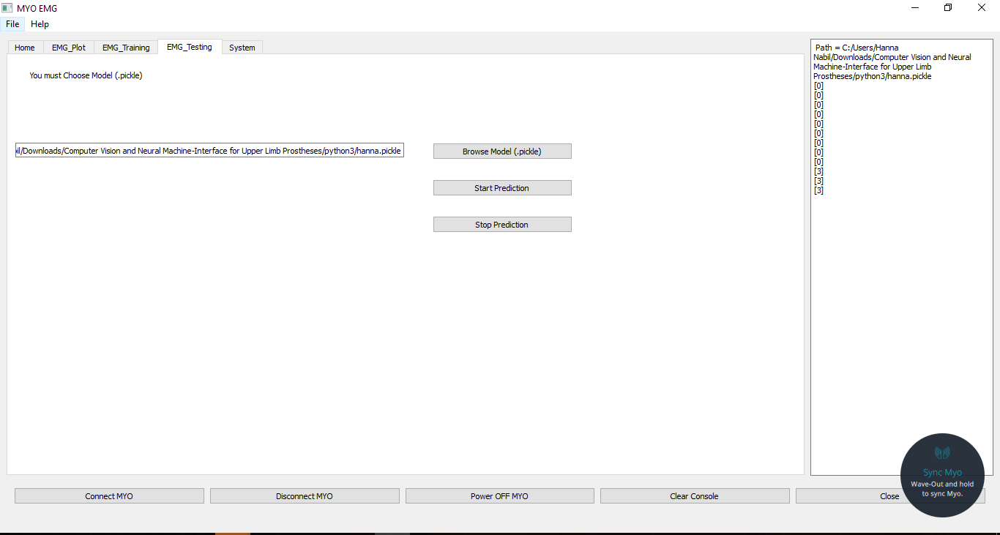 MYO EMG
File Help
Home EMG_Plot EMG_Training EMG_Testing System
You must Choose Model (.pickle)
il/Downloads/Computer Vision and Neural Machine-Interface for Upper Limb Prostheses/python3/hanna.pickle
Browse Model (.pickle)
Start Prediction
Stop Prediction
Path = C:/Users/Hanna
Nabil/Downloads/Computer Vision and Neural
Machine-Interface for Upper Limb
Prostheses/python3/hanna.pickle
[0]
[0]
[0]
[0]
[0]
[0]
[0]
[0]
[0]
[3]
[3]
[3]
Sync Myo
Wave-Out and hold
to sync Myo.
Connect MYO Disconnect MYO Power OFF MYO Clear Console Close